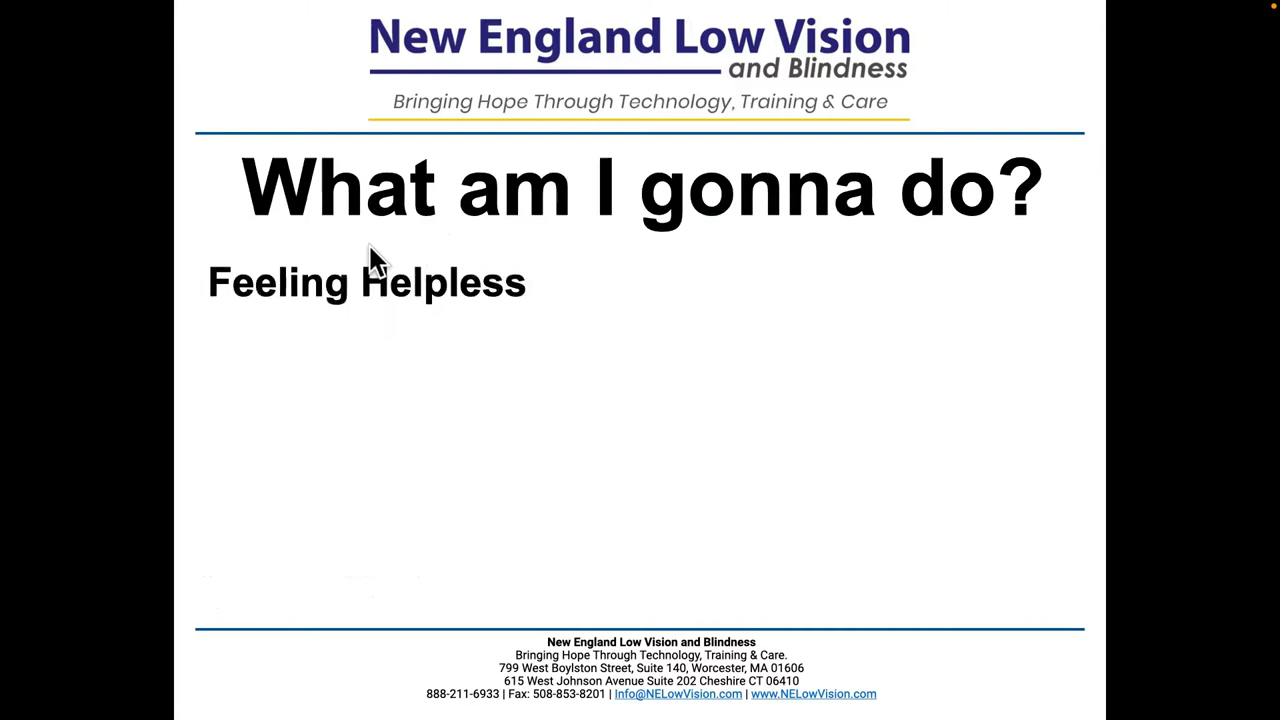 New England Low Vision
and Blindness
Bringing Hope Through Technology, Training & Care
What am I gonna do?
Feeling Helpless
New England Low Vision and Blindness
Bringing Hope Through Technology, Training & Care.
799 West Boylston Street, Suite 140, Worcester, MA 01606
615 West Johnson Avenue Suite 202 Cheshire CT 06410
888-211-6933 | Fax: 508-853-8201 | Info@NELowVision.com | www.NELowVision.com